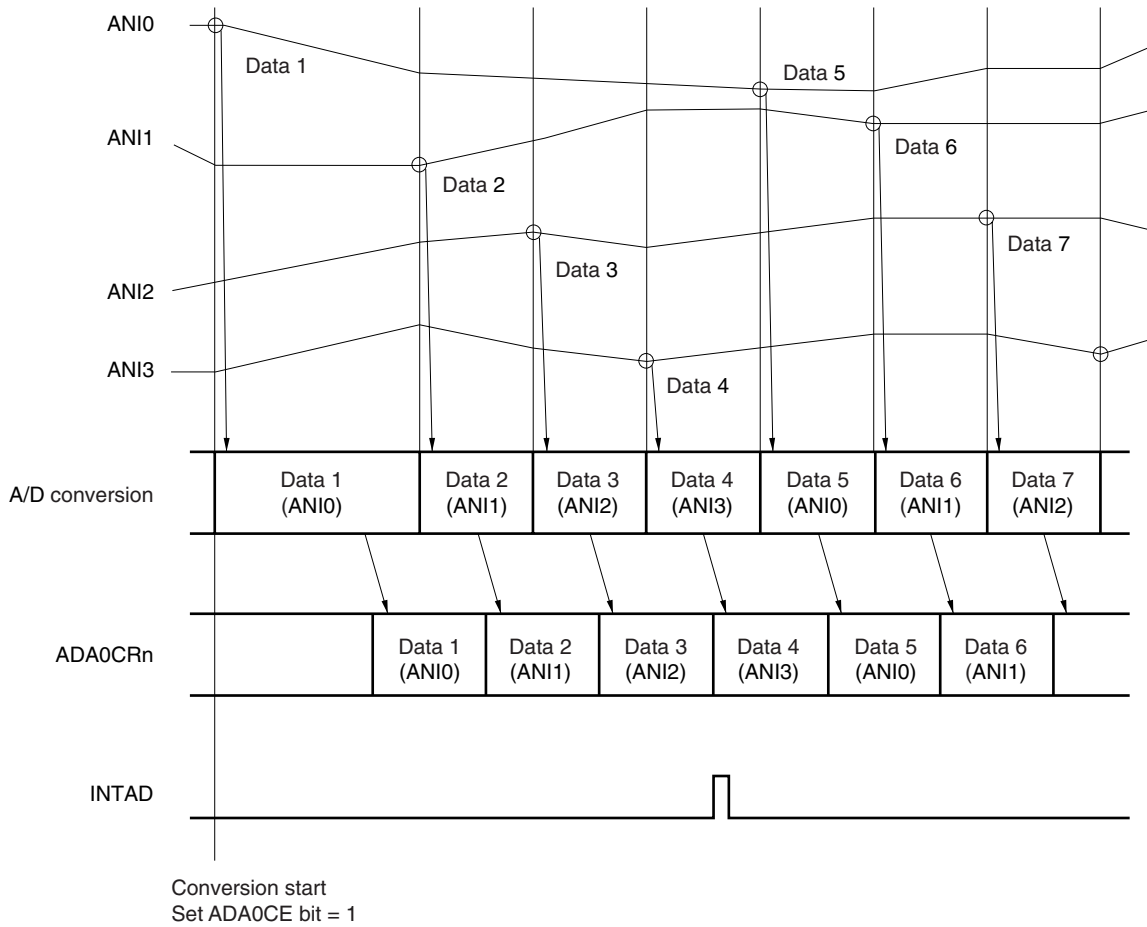 ANI0
Data 1
Data 5
ANI1
Data 6
Data 2
Data 7
Data 3
ANI2
ANI3
Data 4
A/D conversion
Data 1
(ANI0)
Data 2
(ANI1)
Data 3
(ANI2)
Data 4
(ANI3)
Data 5
(ANI0)
Data 6
(ANI1)
Data 7
(ANI2)
ADA0CRn
Data 1
(ANI0)
Data 2
(ANI1)
Data 3
(ANI2)
Data 4
(ANI3)
Data 5
(ANI0)
Data 6
(ANI1)
INTAD
Conversion start
Set ADA0CE bit = 1